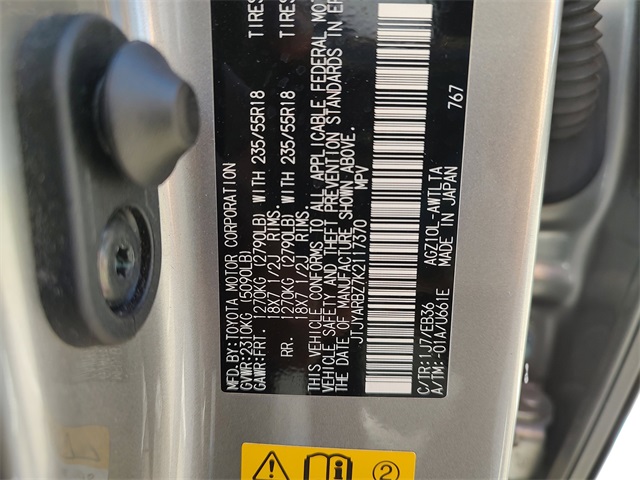 MFD.BY:TOYOTA MOTOR CORPORATION
GVWR:2310KG (5090LB)
GAWR:FRT. 1270KG (2790LB) WITH 235/55R18 TIRES
18X7 1/2J RIMS.
RR. 1270KG (2790LB) WITH 235/55R18 TIRES
18X7 1/2J RIMS.
THIS VEHICLE CONFORMS TO ALL APPLICABLE FEDERAL MOTOR
VEHICLE SAFETY AND THEFT PREVENTION STANDARDS IN
THE DATE OF MANUFACTURE SHOWN ABOVE.
JTJYARBZ7K2117370 MPV
C/TR:1J7/EB36 AGZ10L-AWTLTA 767
A/TM:-01A/U661E MADE IN JAPAN
2